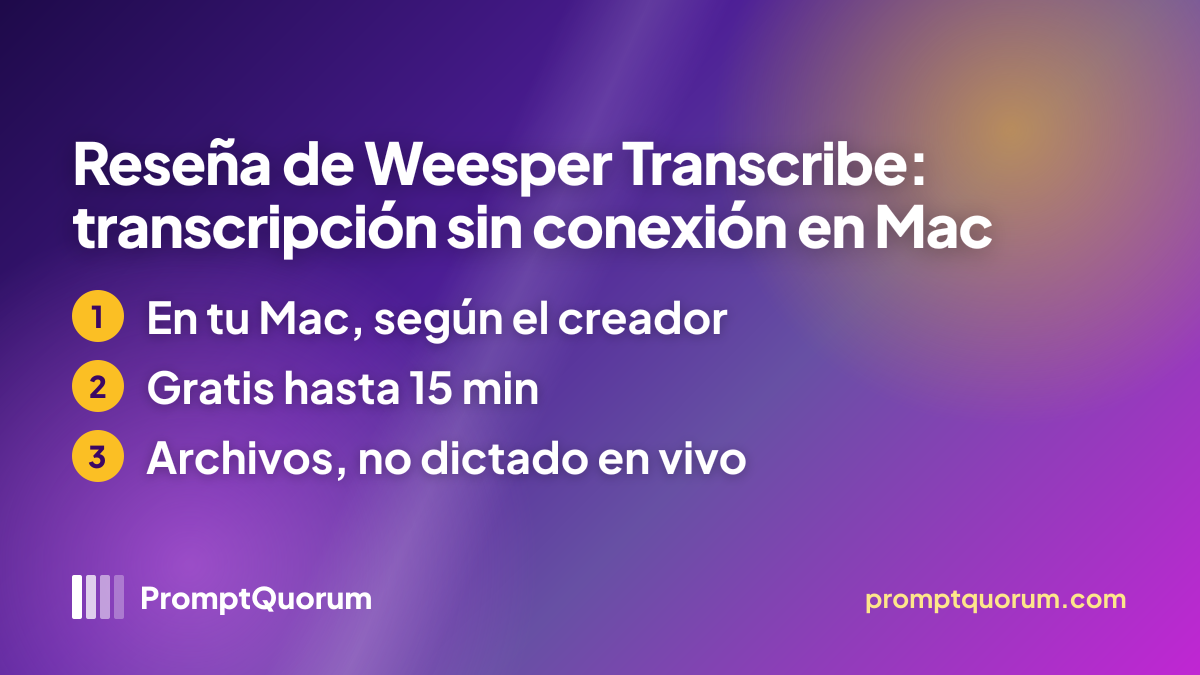 Reseña de Weesper Transcribe:
transcripción sin conexión en Mac
1 En tu Mac, según el creador
2 Gratis hasta 15 min
3 Archivos, no dictado en vivo
PromptQuorum
promptquorum.com